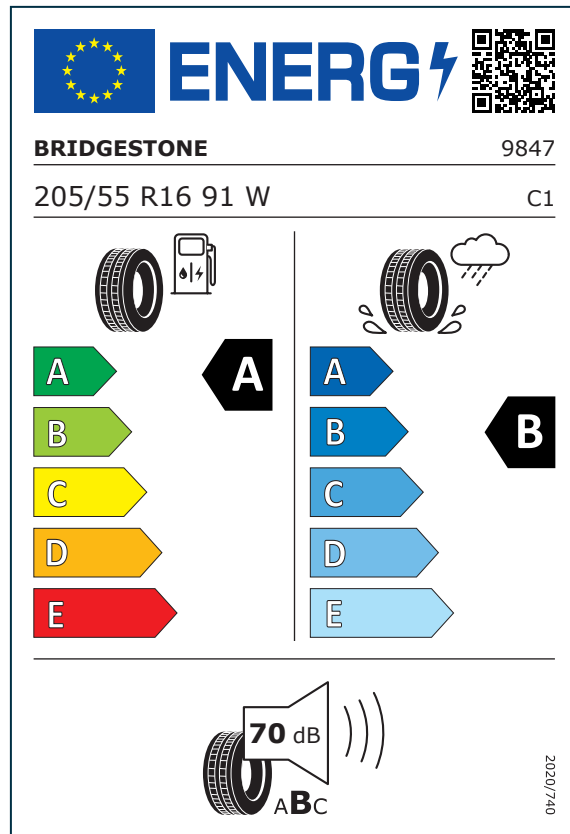 ENERG
BRIDGESTONE 9847
205/55 R16 91 W C1
A A A
B B B
C C
D D
E E
70 dB
ABC
2020/740